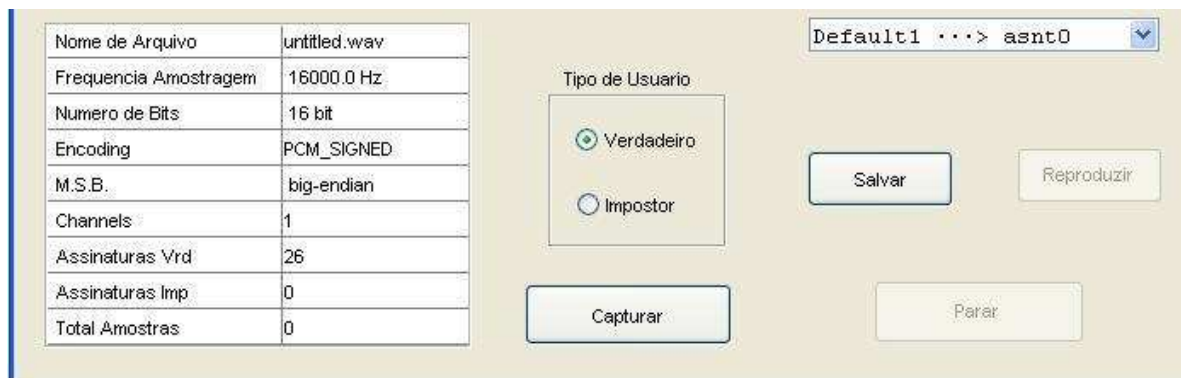 Nome de Arquivo untitled.wav
Frequencia Amostragem 16000.0 Hz
Numero de Bits 16 bit
Encoding PCM_SIGNED
M.S.B. big-endian
Channels 1
Assinaturas Vrd 26
Assinaturas Imp 0
Total Amostras 0
Tipo de Usuario
Verdadeiro
Impostor
Capturar
Default1 ···> asnt0
Salvar
Reproduzir
Parar